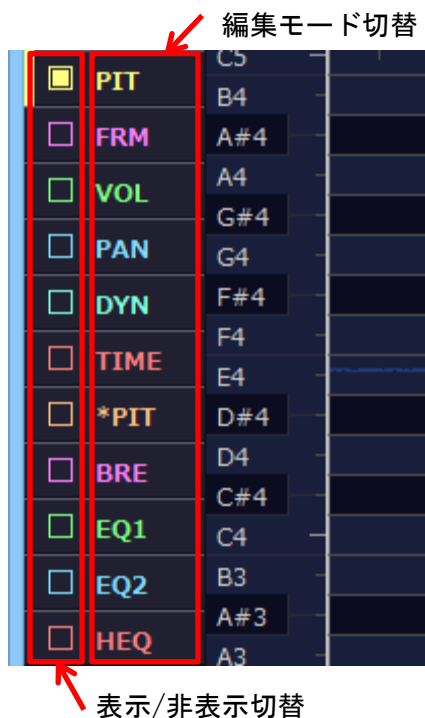 編集モード切替
PIT
FRM
VOL
PAN
DYN
TIME
*PIT
BRE
EQ1
EQ2
HEQ
C5
B4
A#4
A4
G#4
G4
F#4
F4
E4
D#4
D4
C#4
C4
B3
A#3
A3
表示/非表示切替